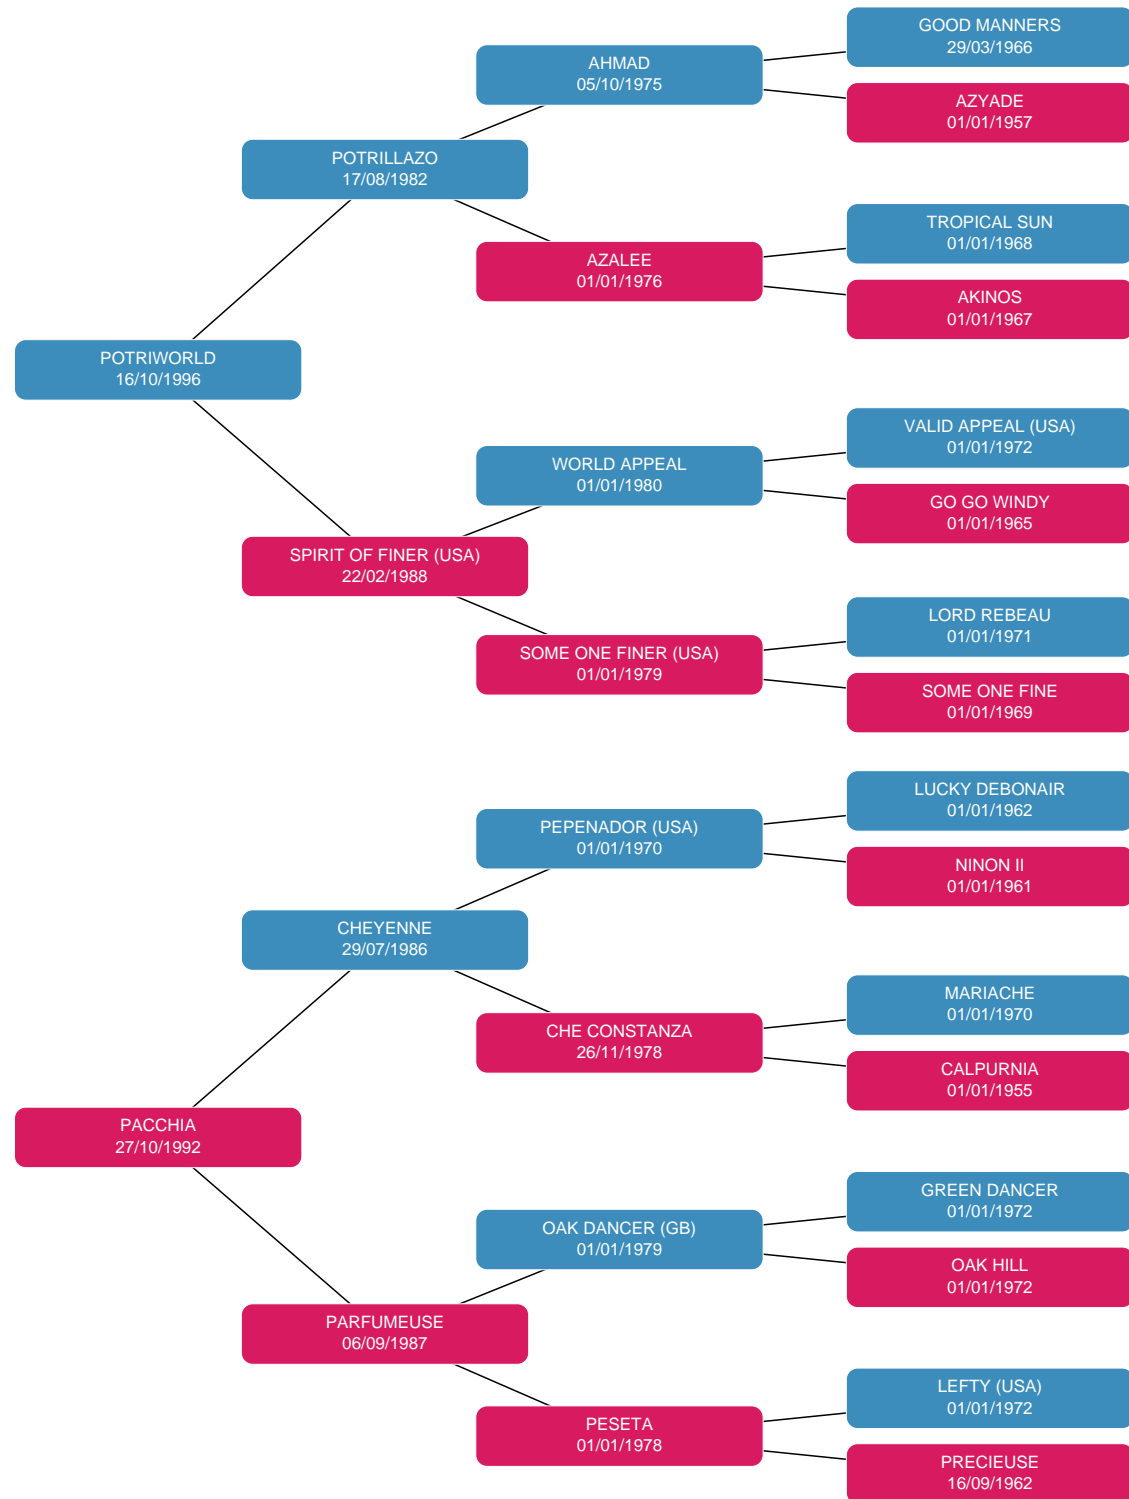 GOOD MANNERS
29/03/1966
AHMAD
05/10/1975
AZYADE
01/01/1957
POTRILLAZO
17/08/1982
TROPICAL SUN
01/01/1968
AZALEE
01/01/1976
AKINOS
01/01/1967
POTRIWORLD
16/10/1996
VALID APPEAL (USA)
01/01/1972
WORLD APPEAL
01/01/1980
GO GO WINDY
01/01/1965
SPIRIT OF FINER (USA)
22/02/1988
LORD REBEAU
01/01/1971
SOME ONE FINER (USA)
01/01/1979
SOME ONE FINE
01/01/1969
LUCKY DEBONAIR
01/01/1962
PEPENADOR (USA)
01/01/1970
NINON II
01/01/1961
CHEYENNE
29/07/1986
MARIACHE
01/01/1970
CHE CONSTANZA
26/11/1978
CALPURNIA
01/01/1955
PACCHIA
27/10/1992
GREEN DANCER
01/01/1972
OAK DANCER (GB)
01/01/1979
OAK HILL
01/01/1972
PARFUMEUSE
06/09/1987
LEFTY (USA)
01/01/1972
PESETA
01/01/1978
PRECIEUSE
16/09/1962